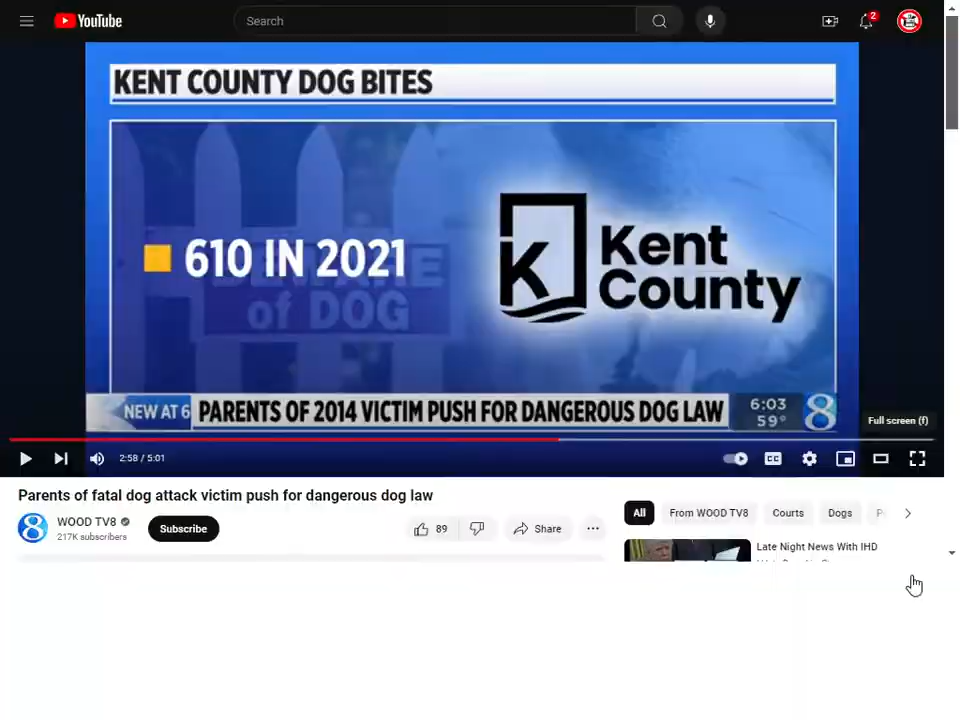 YouTube
Search
2
KENT COUNTY DOG BITES
610 IN 2021
BEWARE
of DOG
K
Kent
County
NEW AT 6
PARENTS OF 2014 VICTIM PUSH FOR DANGEROUS DOG LAW
6:03
59°
8
Full screen (f)
2:58 / 5:01
CC
Parents of fatal dog attack victim push for dangerous dog law
8
WOOD TV8
217K subscribers
Subscribe
89
Share
All
From WOOD TV8
Courts
Dogs
Late Night News With IHD